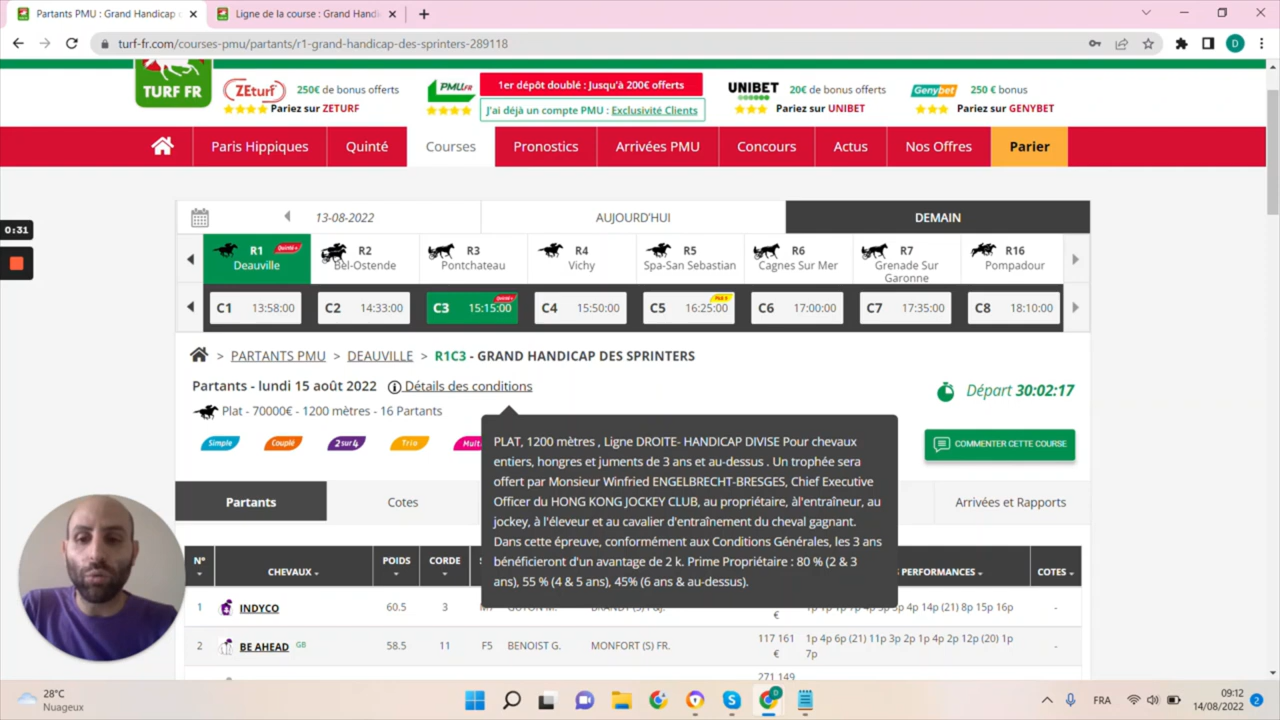 Partants PMU : Grand Handicap
Ligne de la course : Grand Handi
turf-fr.com/courses-pmu/partants/r1-grand-handicap-des-sprinters-289118
TURF FR
ZEturf
250€ de bonus offerts
Pariez sur ZETURF
PMU.fr
1er dépôt doublé : Jusqu'à 200€ offerts
J'ai déjà un compte PMU : Exclusivité Clients
UNIBET
20€ de bonus offerts
Pariez sur UNIBET
Genybet
250 € bonus
Pariez sur GENYBET
Paris Hippiques
Quinté
Courses
Pronostics
Arrivées PMU
Concours
Actus
Nos Offres
Parier
0:31
13-08-2022
AUJOURD'HUI
DEMAIN
R1 Quinté+
Deauville
R2
Bel-Ostende
R3
Pontchateau
R4
Vichy
R5
Spa-San Sebastian
R6
Cagnes Sur Mer
R7
Grenade Sur
Garonne
R16
Pompadour
C1 13:58:00
C2 14:33:00
C3 15:15:00
C4 15:50:00
C5 16:25:00
C6 17:00:00
C7 17:35:00
C8 18:10:00
> PARTANTS PMU > DEAUVILLE > R1C3 - GRAND HANDICAP DES SPRINTERS
Partants - lundi 15 août 2022 Détails des conditions
Départ 30:02:17
Plat - 70000€ - 1200 mètres - 16 Partants
Simple
Couplé
2sur4
Trio
COMMENTER CETTE COURSE
PLAT, 1200 mètres , Ligne DROITE- HANDICAP DIVISE Pour chevaux
entiers, hongres et juments de 3 ans et au-dessus . Un trophée sera
offert par Monsieur Winfried ENGELBRECHT-BRESGES, Chief Executive
Officer du HONG KONG JOCKEY CLUB, au propriétaire, àl'entraîneur, au
jockey, à l'éleveur et au cavalier d'entraînement du cheval gagnant.
Dans cette épreuve, conformément aux Conditions Générales, les 3 ans
bénéficieront d'un avantage de 2 k. Prime Propriétaire : 80 % (2 & 3
ans), 55 % (4 & 5 ans), 45% (6 ans & au-dessus).
Partants
Cotes
Arrivées et Rapports
N°
CHEVAUX
POIDS
CORDE
PERFORMANCES
COTES
1 INDYCO 60.5 3
€
-
2 BE AHEAD GB 58.5 11 F5 BENOIST G. MONFORT (S) FR. 117 161
€
1p 4p 6p (21) 11p 3p 2p 1p 4p 2p 12p (20) 1p
7p
-
271 149
28°C
Nuageux
FRA
09:12
14/08/2022
2